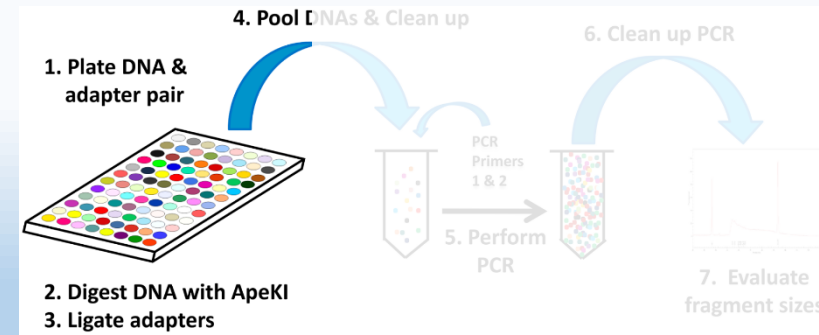 4. Pool DNAs & Clean up
6. Clean up PCR
1. Plate DNA &
adapter pair
PCR
Primers
1 & 2
5. Perform
PCR
7. Evaluate
fragment sizes
2. Digest DNA with ApeKI
3. Ligate adapters